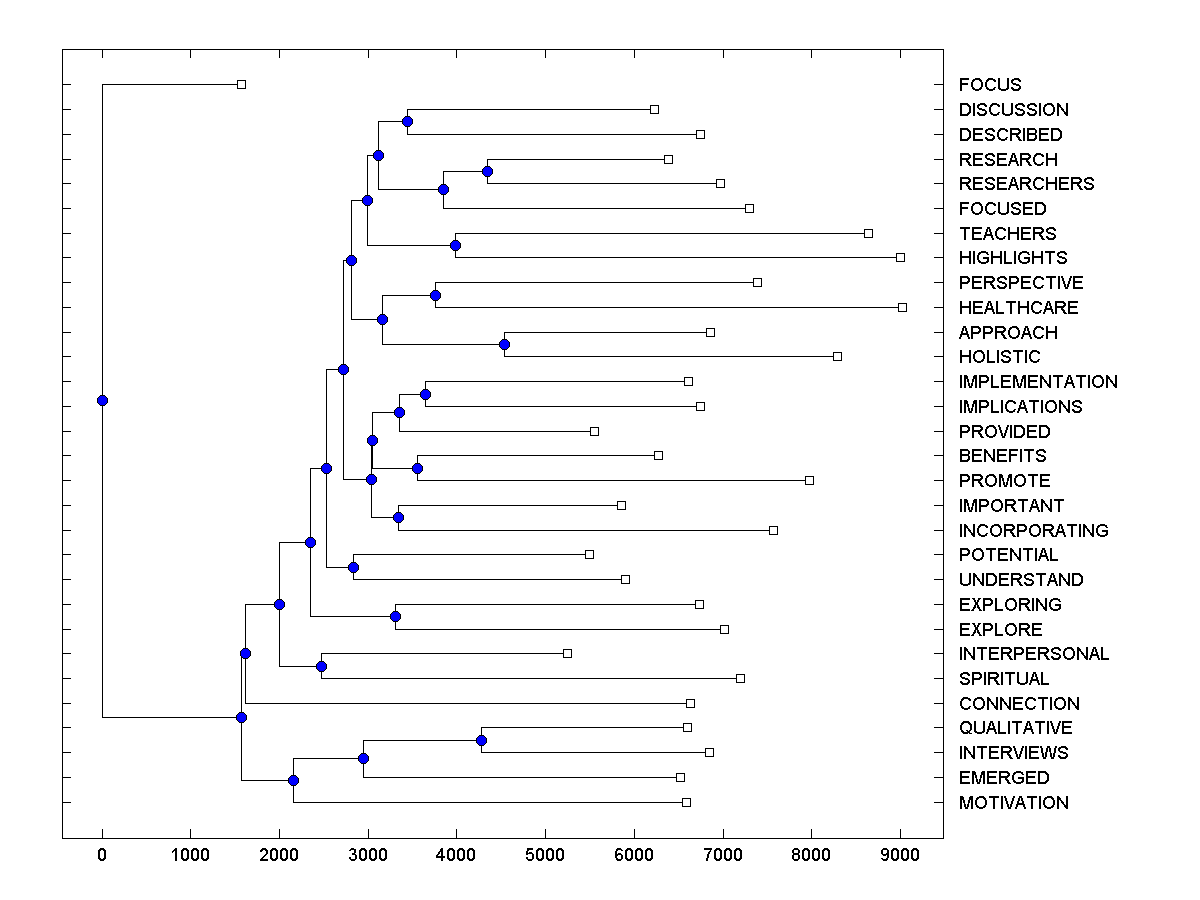 FOCUS
DISCUSSION
DESCRIBED
RESEARCH
RESEARCHERS
FOCUSED
TEACHERS
HIGHLIGHTS
PERSPECTIVE
HEALTHCARE
APPROACH
HOLISTIC
IMPLEMENTATION
IMPLICATIONS
PROVIDED
BENEFITS
PROMOTE
IMPORTANT
INCORPORATING
POTENTIAL
UNDERSTAND
EXPLORING
EXPLORE
INTERPERSONAL
SPIRITUAL
CONNECTION
QUALITATIVE
INTERVIEWS
EMERGED
MOTIVATION
0 1000 2000 3000 4000 5000 6000 7000 8000 9000